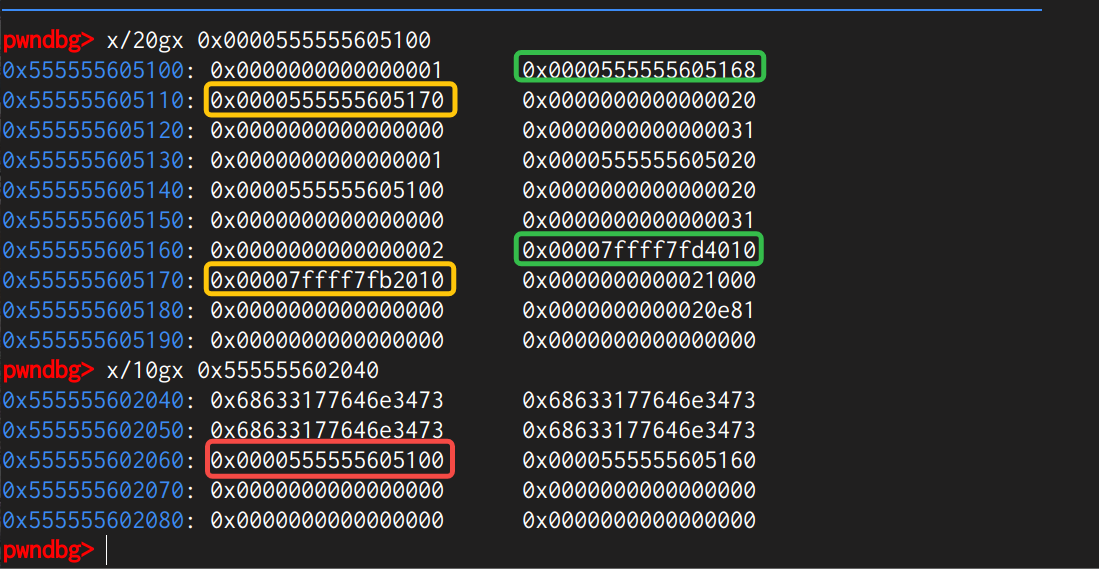 pwndbg> x/20gx 0x0000555555605100
0x555555605100: 0x0000000000000001 0x0000555555605168
0x555555605110: 0x0000555555605170 0x0000000000000020
0x555555605120: 0x0000000000000000 0x0000000000000031
0x555555605130: 0x0000000000000001 0x0000555555605020
0x555555605140: 0x0000555555605100 0x0000000000000020
0x555555605150: 0x0000000000000000 0x0000000000000031
0x555555605160: 0x0000000000000002 0x00007ffff7fd4010
0x555555605170: 0x00007ffff7fb2010 0x0000000000021000
0x555555605180: 0x0000000000000000 0x0000000000020e81
0x555555605190: 0x0000000000000000 0x0000000000000000
pwndbg> x/10gx 0x555555602040
0x555555602040: 0x68633177646e3473 0x68633177646e3473
0x555555602050: 0x68633177646e3473 0x68633177646e3473
0x555555602060: 0x0000555555605100 0x0000555555605160
0x555555602070: 0x0000000000000000 0x0000000000000000
0x555555602080: 0x0000000000000000 0x0000000000000000
pwndbg>